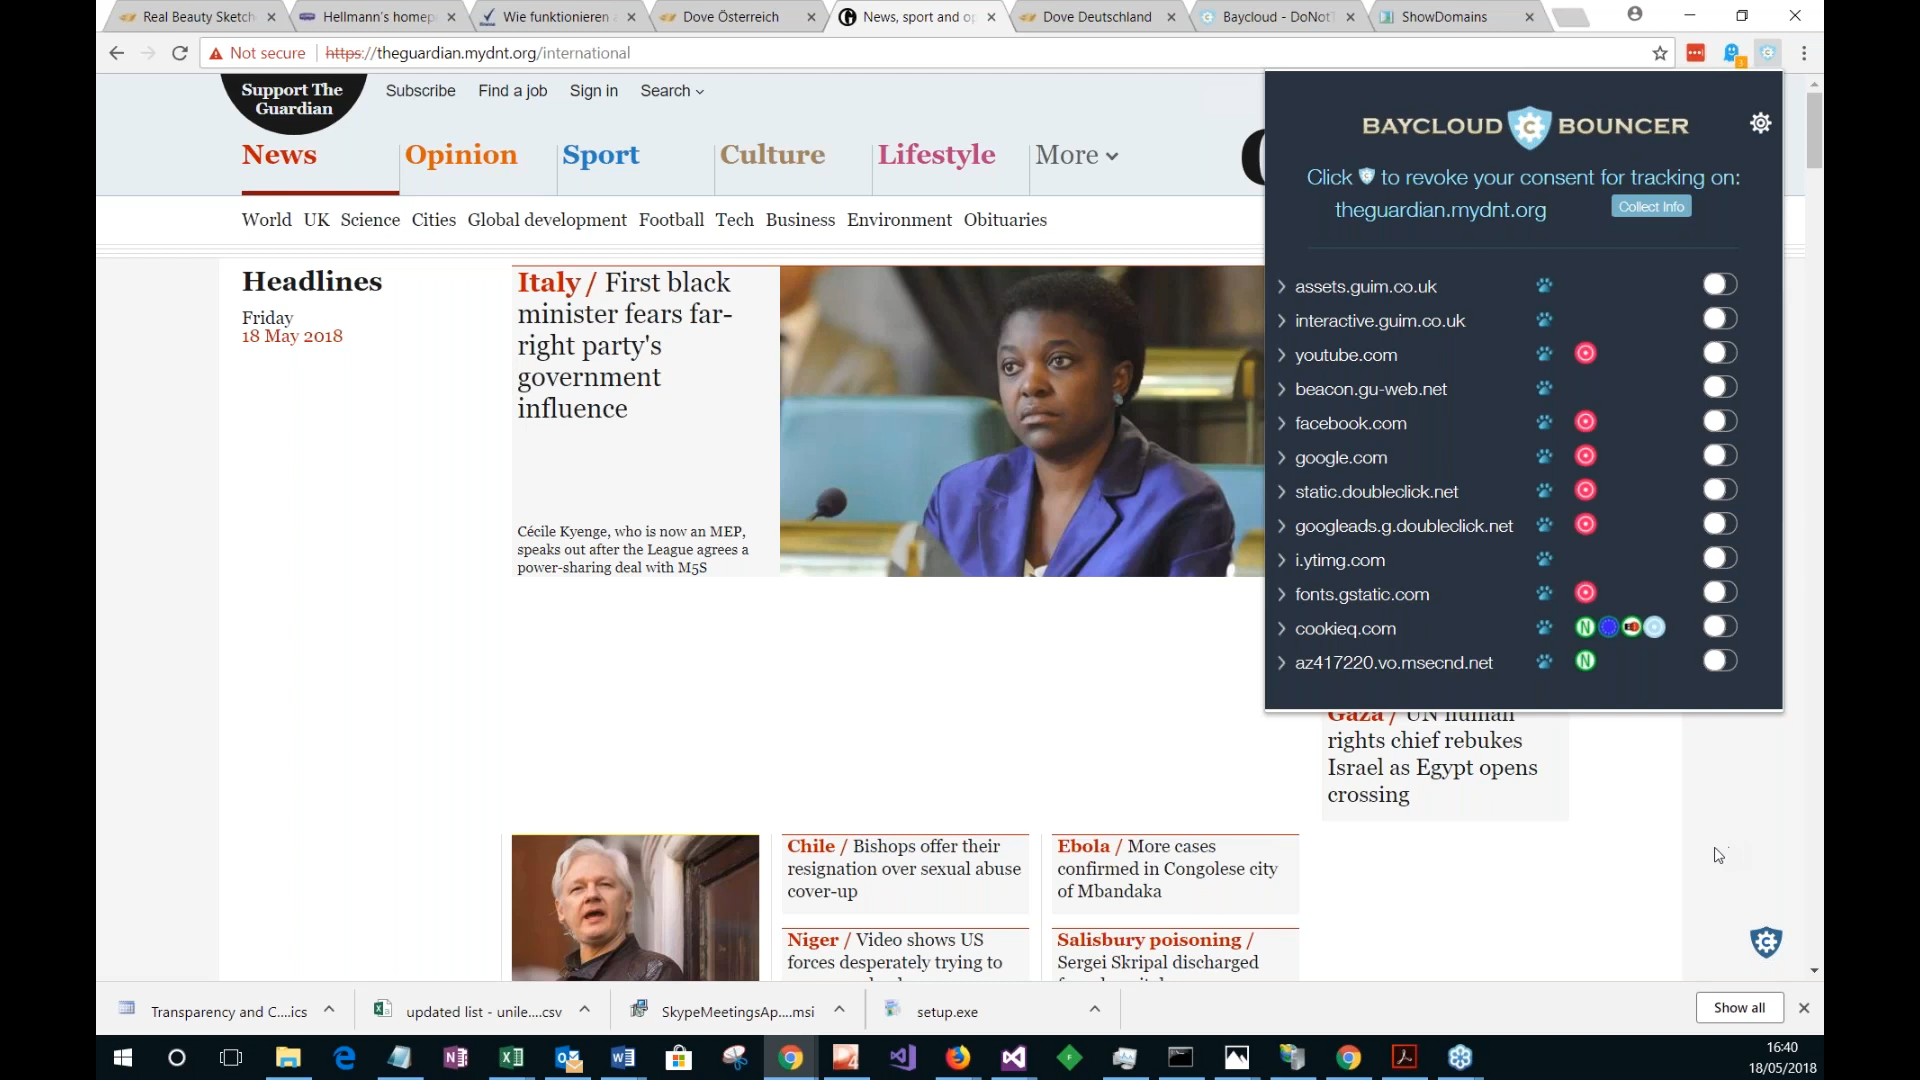 Real Beauty Sketch
Hellmann's homep
Wie funktionieren
Dove Österreich
News, sport and op
Dove Deutschland
Baycloud - DoNotT
ShowDomains
Not secure
https://theguardian.mydnt.org/international
Support The
Guardian
Subscribe
Find a job
Sign in
Search
News
Opinion
Sport
Culture
Lifestyle
More
World
UK
Science
Cities
Global development
Football
Tech
Business
Environment
Obituaries
BAYCLOUD BOUNCER
Click to revoke your consent for tracking on:
theguardian.mydnt.org
Collect Info
assets.guim.co.uk
interactive.guim.co.uk
youtube.com
beacon.gu-web.net
facebook.com
google.com
static.doubleclick.net
googleads.g.doubleclick.net
i.ytimg.com
fonts.gstatic.com
cookieq.com
az417220.vo.msecnd.net
Headlines
Friday
18 May 2018
Italy / First black
minister fears far-
right party's
government
influence
Cécile Kyenge, who is now an MEP,
speaks out after the League agrees a
power-sharing deal with M5S
Gaza / UN human
rights chief rebukes
Israel as Egypt opens
crossing
Chile / Bishops offer their
resignation over sexual abuse
cover-up
Ebola / More cases
confirmed in Congolese city
of Mbandaka
Niger / Video shows US
forces desperately trying to
Salisbury poisoning /
Sergei Skripal discharged
Transparency and C....ics
updated list - unile....csv
SkypeMeetingsAp....msi
setup.exe
Show all
16:40
18/05/2018